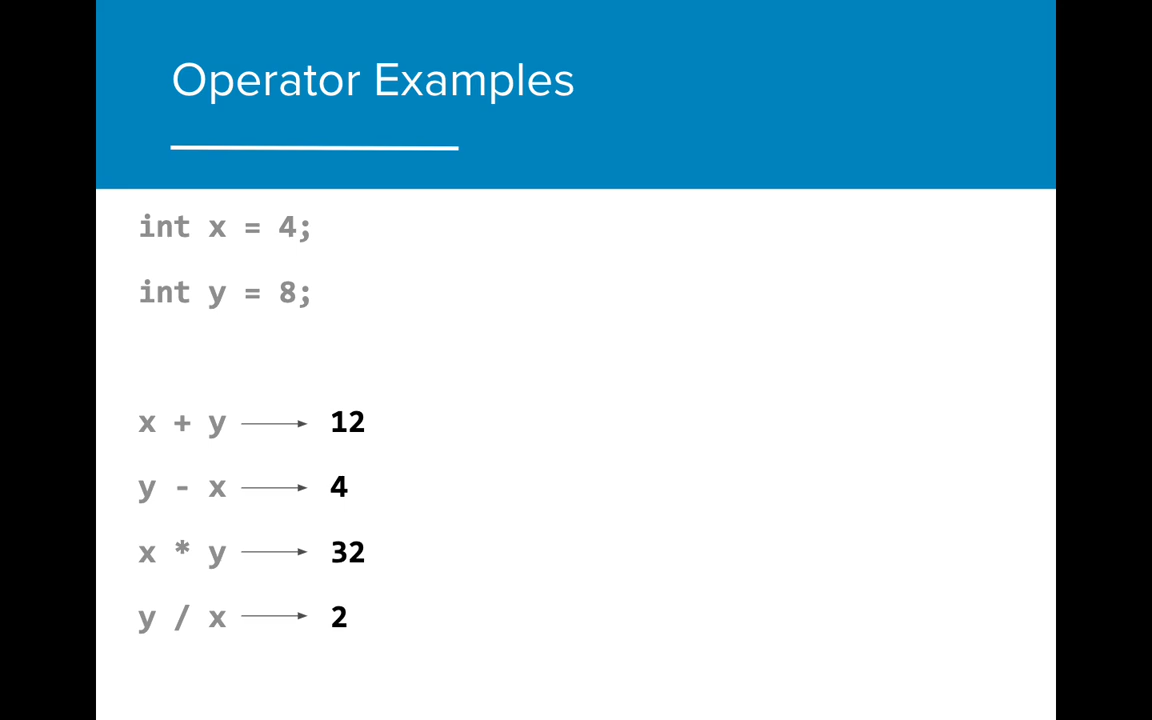 Operator Examples
int x = 4;
int y = 8;
x + y 12
y - x 4
x * y 32
y / x 2